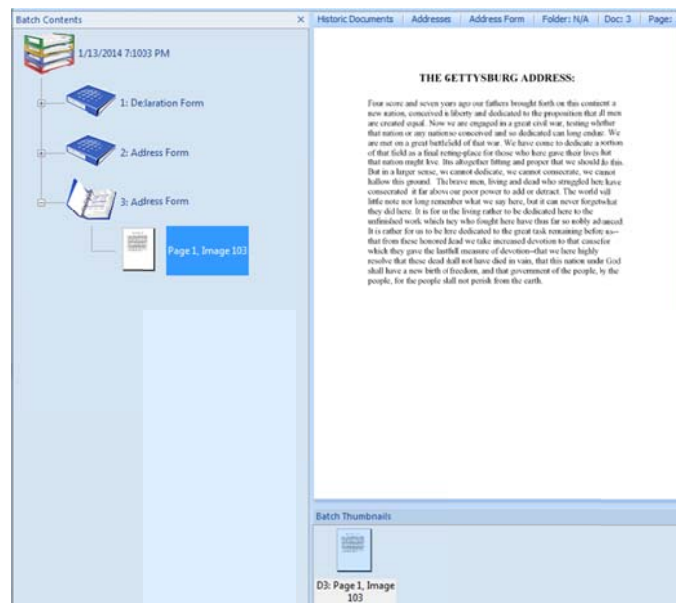 Batch Contents
Historic Documents Addresses Address Form Folder: N/A Doc: 3 Page:
1/13/2014 7:1033 PM
1: Declaration Form
2: Adress Form
3: Adress Form
Page 1, Image 103
THE GETTYSBURG ADDRESS:
Four score and seven years ago our fathers brought forth on this continent a
new nation, conceived is liberty and dedicated to the proposition that all men
are created equal. Now we are engaged in a great civil war, testing whether
that nation or any nation so conceived and so dedicated can long endure. We
are met on a great battlefield of that war. We have come to dedicate a portion
of that field as a final resting-place for those who here gave their lives that
that nation might live. It is altogether fitting and proper that we should do this.
But in a larger sense, we cannot dedicate, we cannot consecrate, we cannot
hallow this ground. The brave men, living and dead who struggled here have
consecrated it far above our poor power to add or detract. The world will
little note nor long remember what we say here, but it can never forget what
they did here. It is for us the living rather to be dedicated here to the
unfinished work which they who fought here have thus far so nobly advanced.
It is rather for us to be here dedicated to the great task remaining before us--
that from these honored dead we take increased devotion to that cause for
which they gave the last full measure of devotion--that we here highly
resolve that these dead shall not have died in vain, that this nation under God
shall have a new birth of freedom, and that government of the people, by the
people, for the people shall not perish from the earth.
Batch Thumbnails
D3: Page 1, Image
103